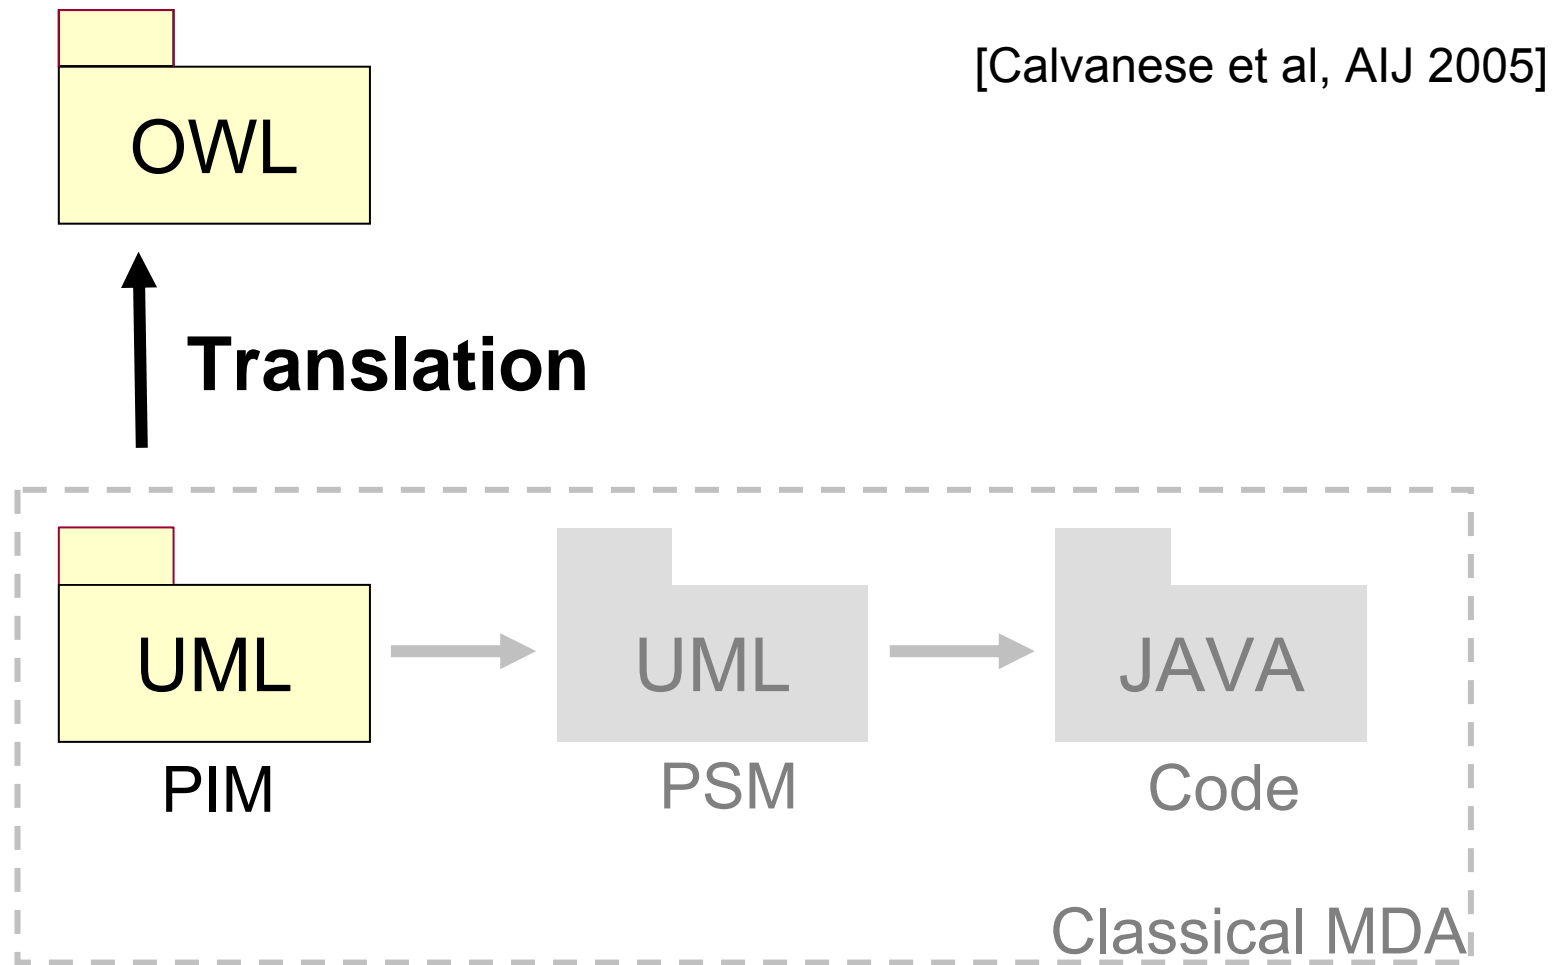 [Calvanese et al, AIJ 2005]
OWL
Translation
UML
UML
JAVA
PIM
PSM
Code
Classical MDA